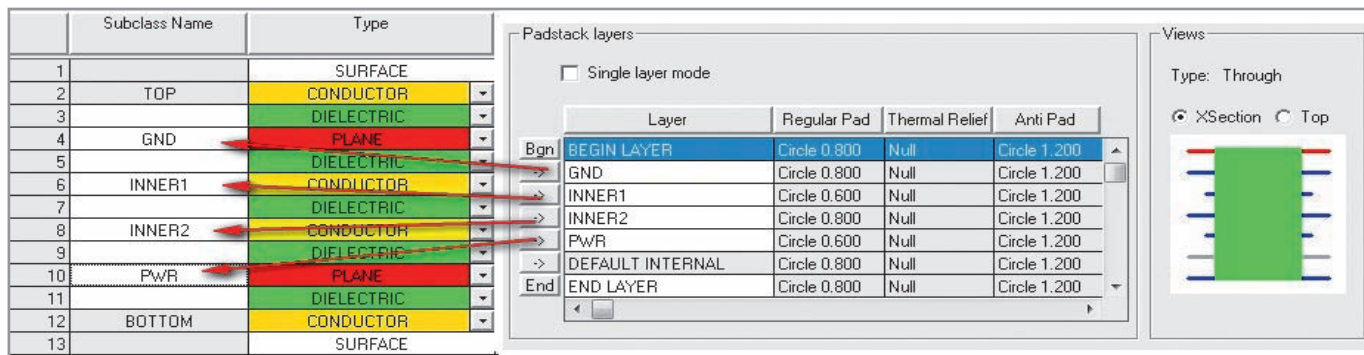 Subclass Name Type
1 SURFACE
2 TOP CONDUCTOR
3 DIELECTRIC
4 GND PLANE
5 DIELECTRIC
6 INNER1 CONDUCTOR
7 DIELECTRIC
8 INNER2 CONDUCTOR
9 DIELECTRIC
10 PWR PLANE
11 DIELECTRIC
12 BOTTOM CONDUCTOR
13 SURFACE
Padstack layers
Single layer mode
Layer Regular Pad Thermal Relief Anti Pad
Bgn BEGIN LAYER Circle 0.800 Null Circle 1.200
-> GND Circle 0.800 Null Circle 1.200
-> INNER1 Circle 0.600 Null Circle 1.200
-> INNER2 Circle 0.800 Null Circle 1.200
-> PWR Circle 0.600 Null Circle 1.200
-> DEFAULT INTERNAL Circle 0.800 Null Circle 1.200
End END LAYER Circle 0.800 Null Circle 1.200
Views
Type: Through
XSection Top